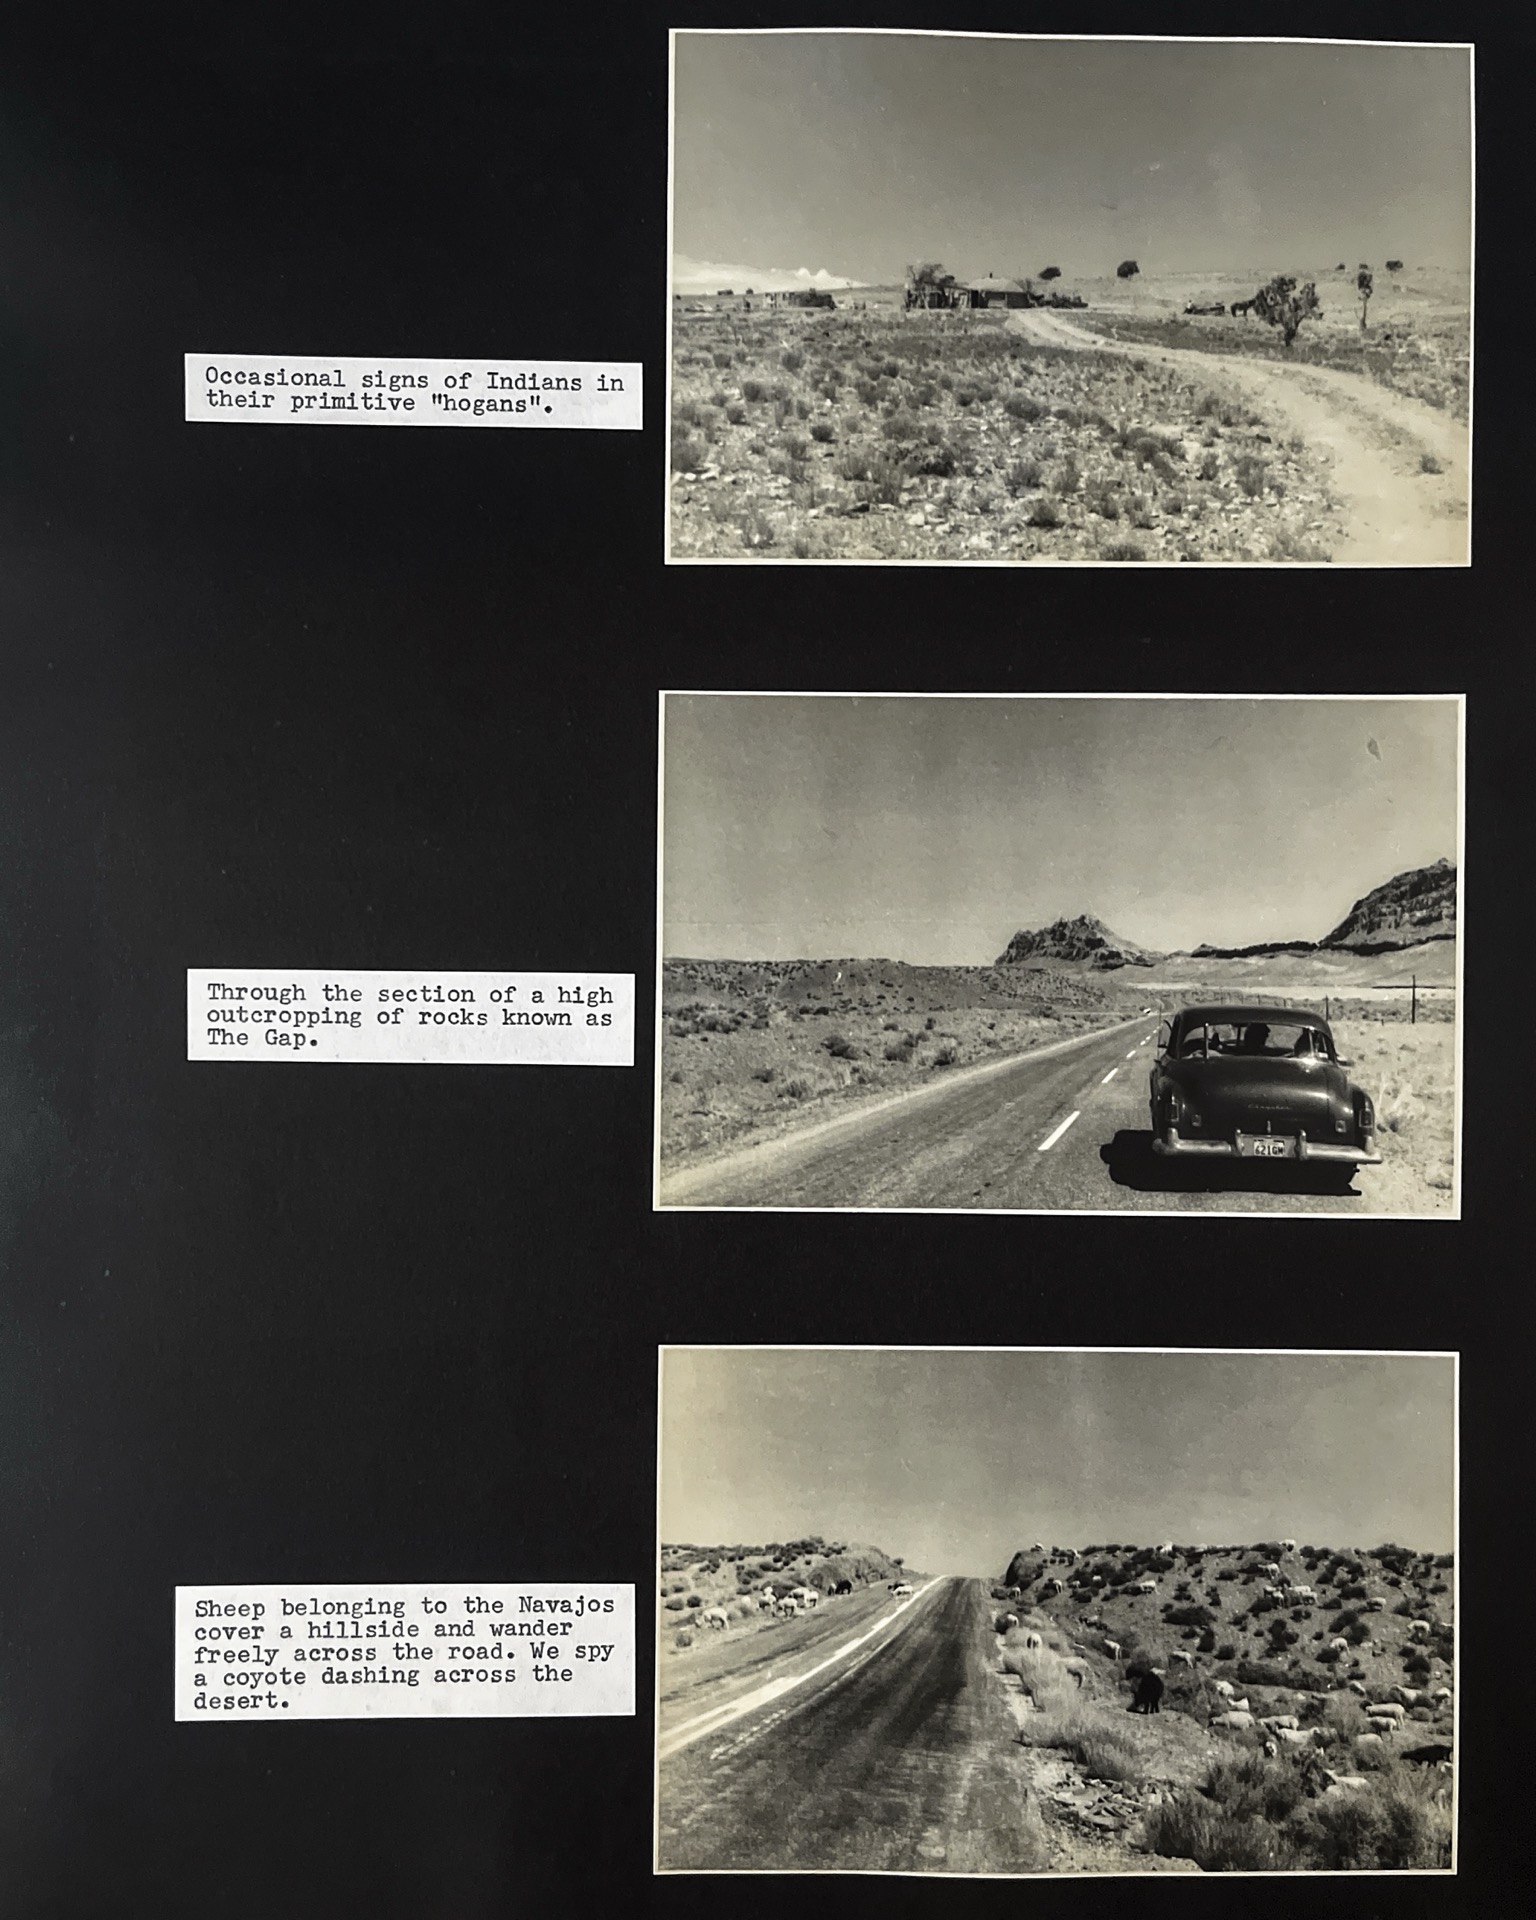 Occasional signs of Indians in
their primitive "hogans".
Through the section of a high
outcropping of rocks known as
The Gap.
Chrysler
621GM
Sheep belonging to the Navajos
cover a hillside and wander
freely across the road. We spy
a coyote dashing across the
desert.